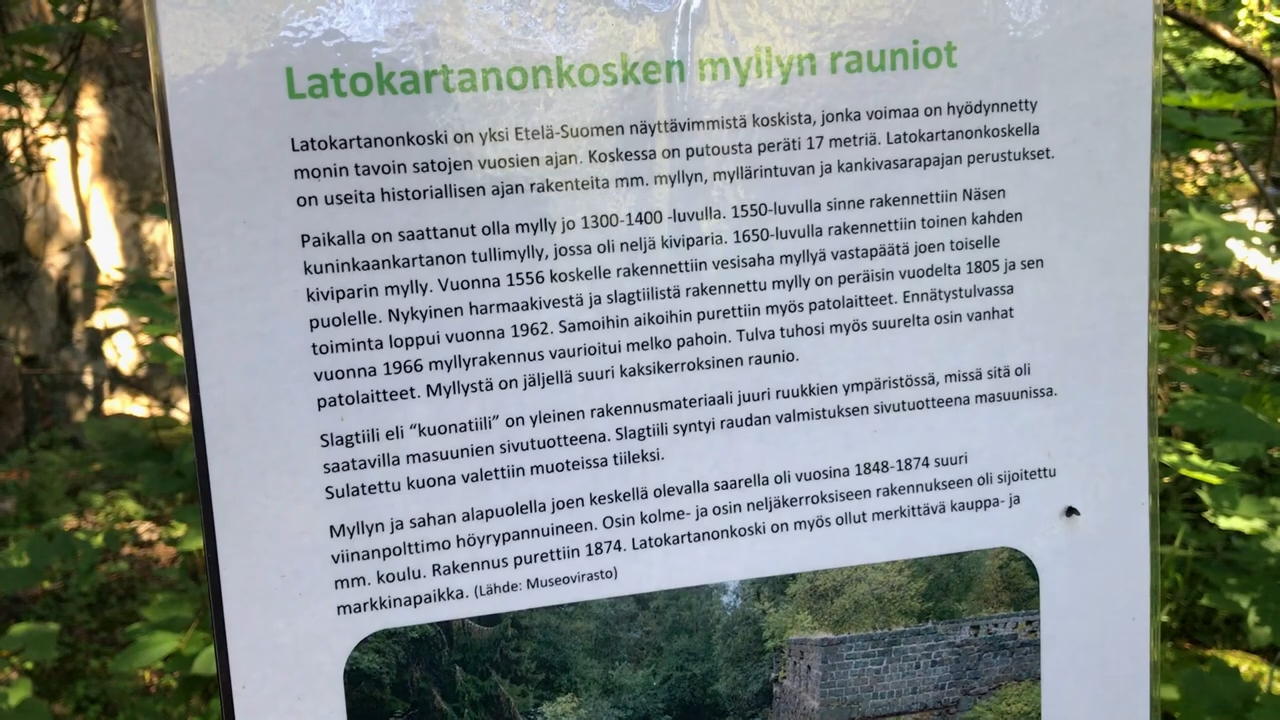 Latokartanonkosken myllyn rauniot
Latokartanonkoski on yksi Etelä-Suomen näyttävimmistä koskista, jonka voimaa on hyödynnetty
monin tavoin satojen vuosien ajan. Koskessa on putousta peräti 17 metriä. Latokartanonkoskella
on useita historiallisen ajan rakenteita mm. myllyn, myllärintuvan ja kankivasarapajan perustukset.
Paikalla on saattanut olla mylly jo 1300-1400 -luvulla. 1550-luvulla sinne rakennettiin Näsen
kuninkaankartanon tullimylly, jossa oli neljä kiviparia. 1650-luvulla rakennettiin toinen kahden
kiviparin mylly. Vuonna 1556 koskelle rakennettiin vesisaha myllyä vastapäätä joen toiselle
puolelle. Nykyinen harmaakivestä ja slagtiilistä rakennettu mylly on peräisin vuodelta 1805 ja sen
toiminta loppui vuonna 1962. Samoihin aikoihin purettiin myös patolaitteet. Ennätystulvassa
vuonna 1966 myllyrakennus vaurioitui melko pahoin. Tulva tuhosi myös suurelta osin vanhat
patolaitteet. Myllystä on jäljellä suuri kaksikerroksinen raunio.
Slagtiili eli “kuonatiili” on yleinen rakennusmateriaali juuri ruukkien ympäristössä, missä sitä oli
saatavilla masuunien sivutuotteena. Slagtiili syntyi raudan valmistuksen sivutuotteena masuunissa.
Sulatettu kuona valettiin muoteissa tiileksi.
Myllyn ja sahan alapuolella joen keskellä olevalla saarella oli vuosina 1848-1874 suuri
viinanpolttimo höyrypannuineen. Osin kolme- ja osin neljäkerroksiseen rakennukseen oli sijoitettu
mm. koulu. Rakennus purettiin 1874. Latokartanonkoski on myös ollut merkittävä kauppa- ja
markkinapaikka. (Lähde: Museovirasto)